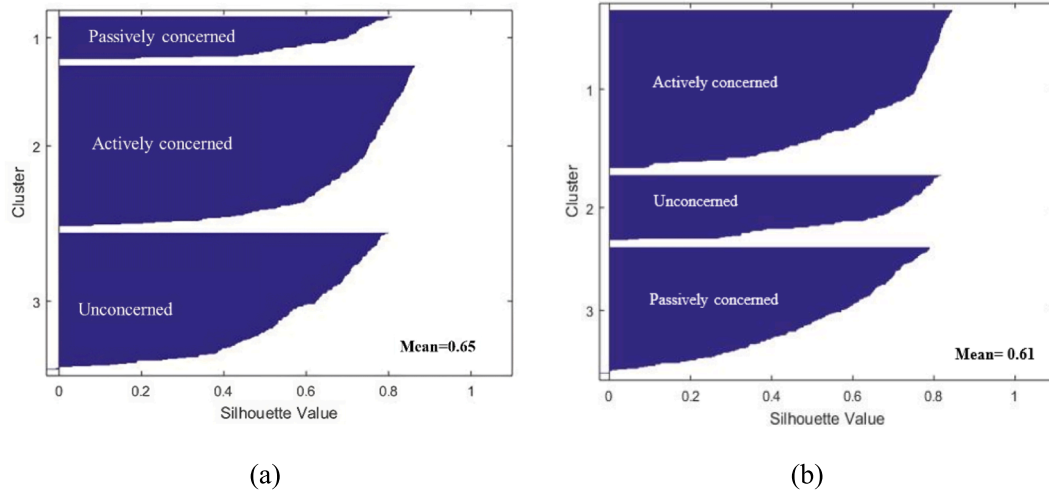 1
2
3
Cluster
Passively concerned
Actively concerned
Unconcerned
Mean=0.65
0 0.2 0.4 0.6 0.8 1
Silhouette Value
(a)
1
2
3
Cluster
Actively concerned
Unconcerned
Passively concerned
Mean= 0.61
0 0.2 0.4 0.6 0.8 1
Silhouette Value
(b)